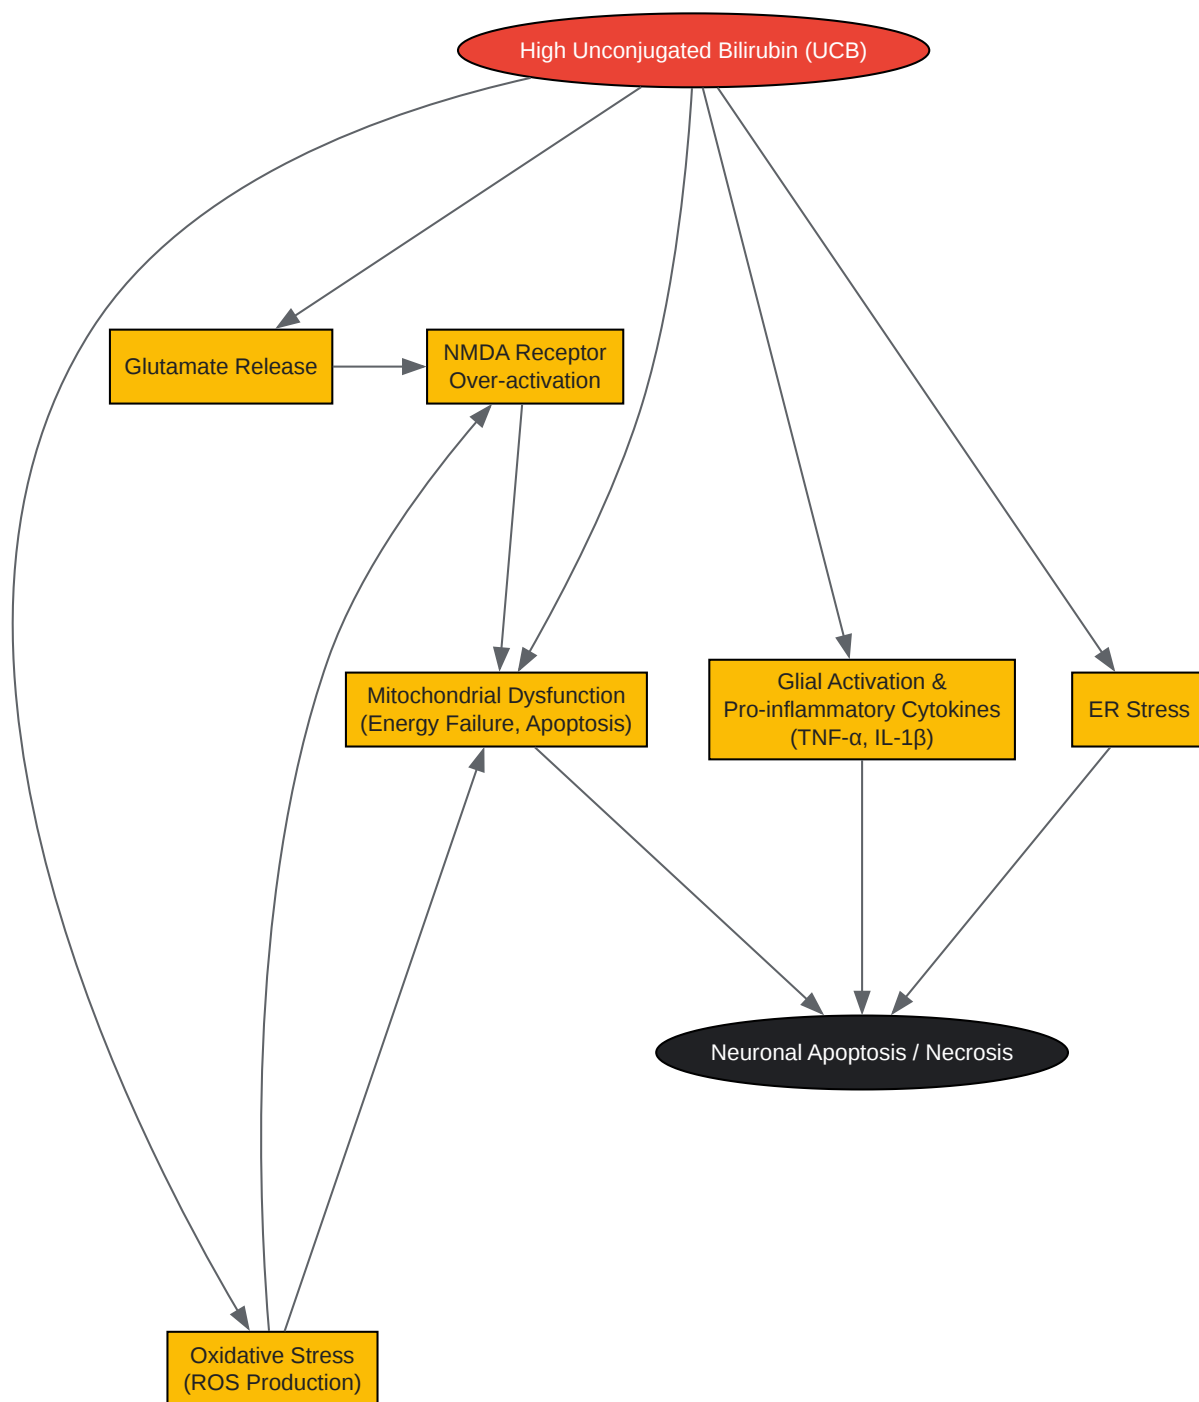 High Unconjugated Bilirubin (UCB)
Glutamate Release
NMDA Receptor
Over-activation
Mitochondrial Dysfunction
(Energy Failure, Apoptosis)
Glial Activation &
Pro-inflammatory Cytokines
(TNF-α, IL-1β)
ER Stress
Neuronal Apoptosis / Necrosis
Oxidative Stress
(ROS Production)